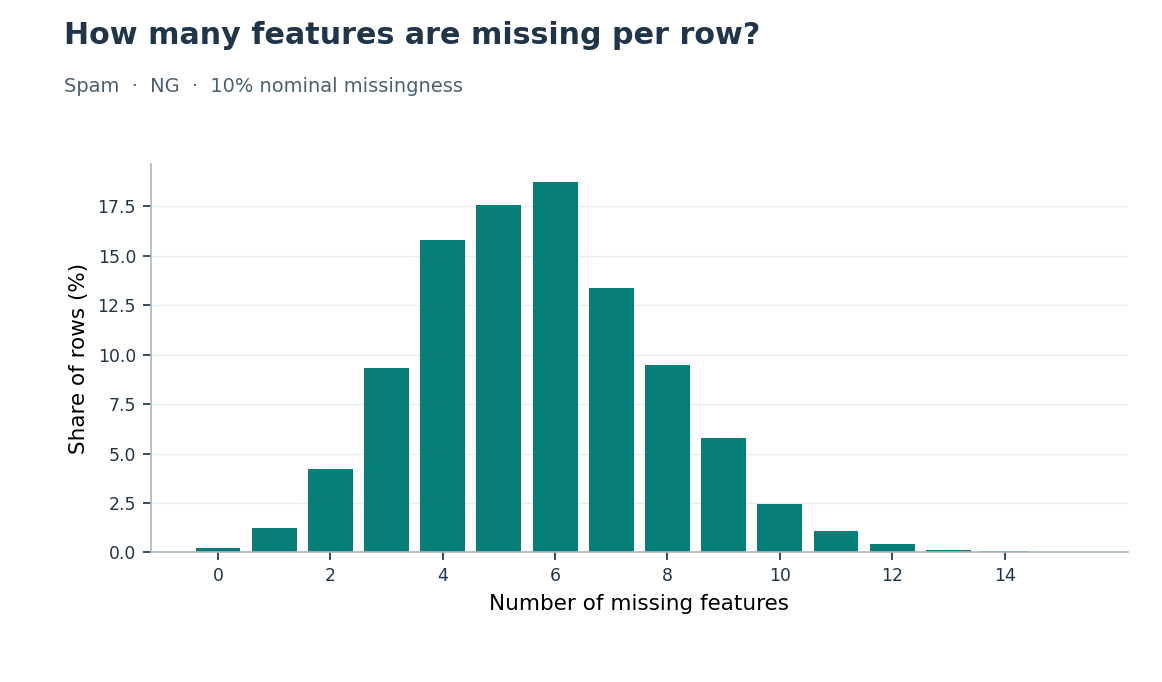 How many features are missing per row?
Spam · NG · 10% nominal missingness
17.5
15.0
12.5
10.0
7.5
5.0
2.5
0.0
Share of rows (%)
0 2 4 6 8 10 12 14
Number of missing features